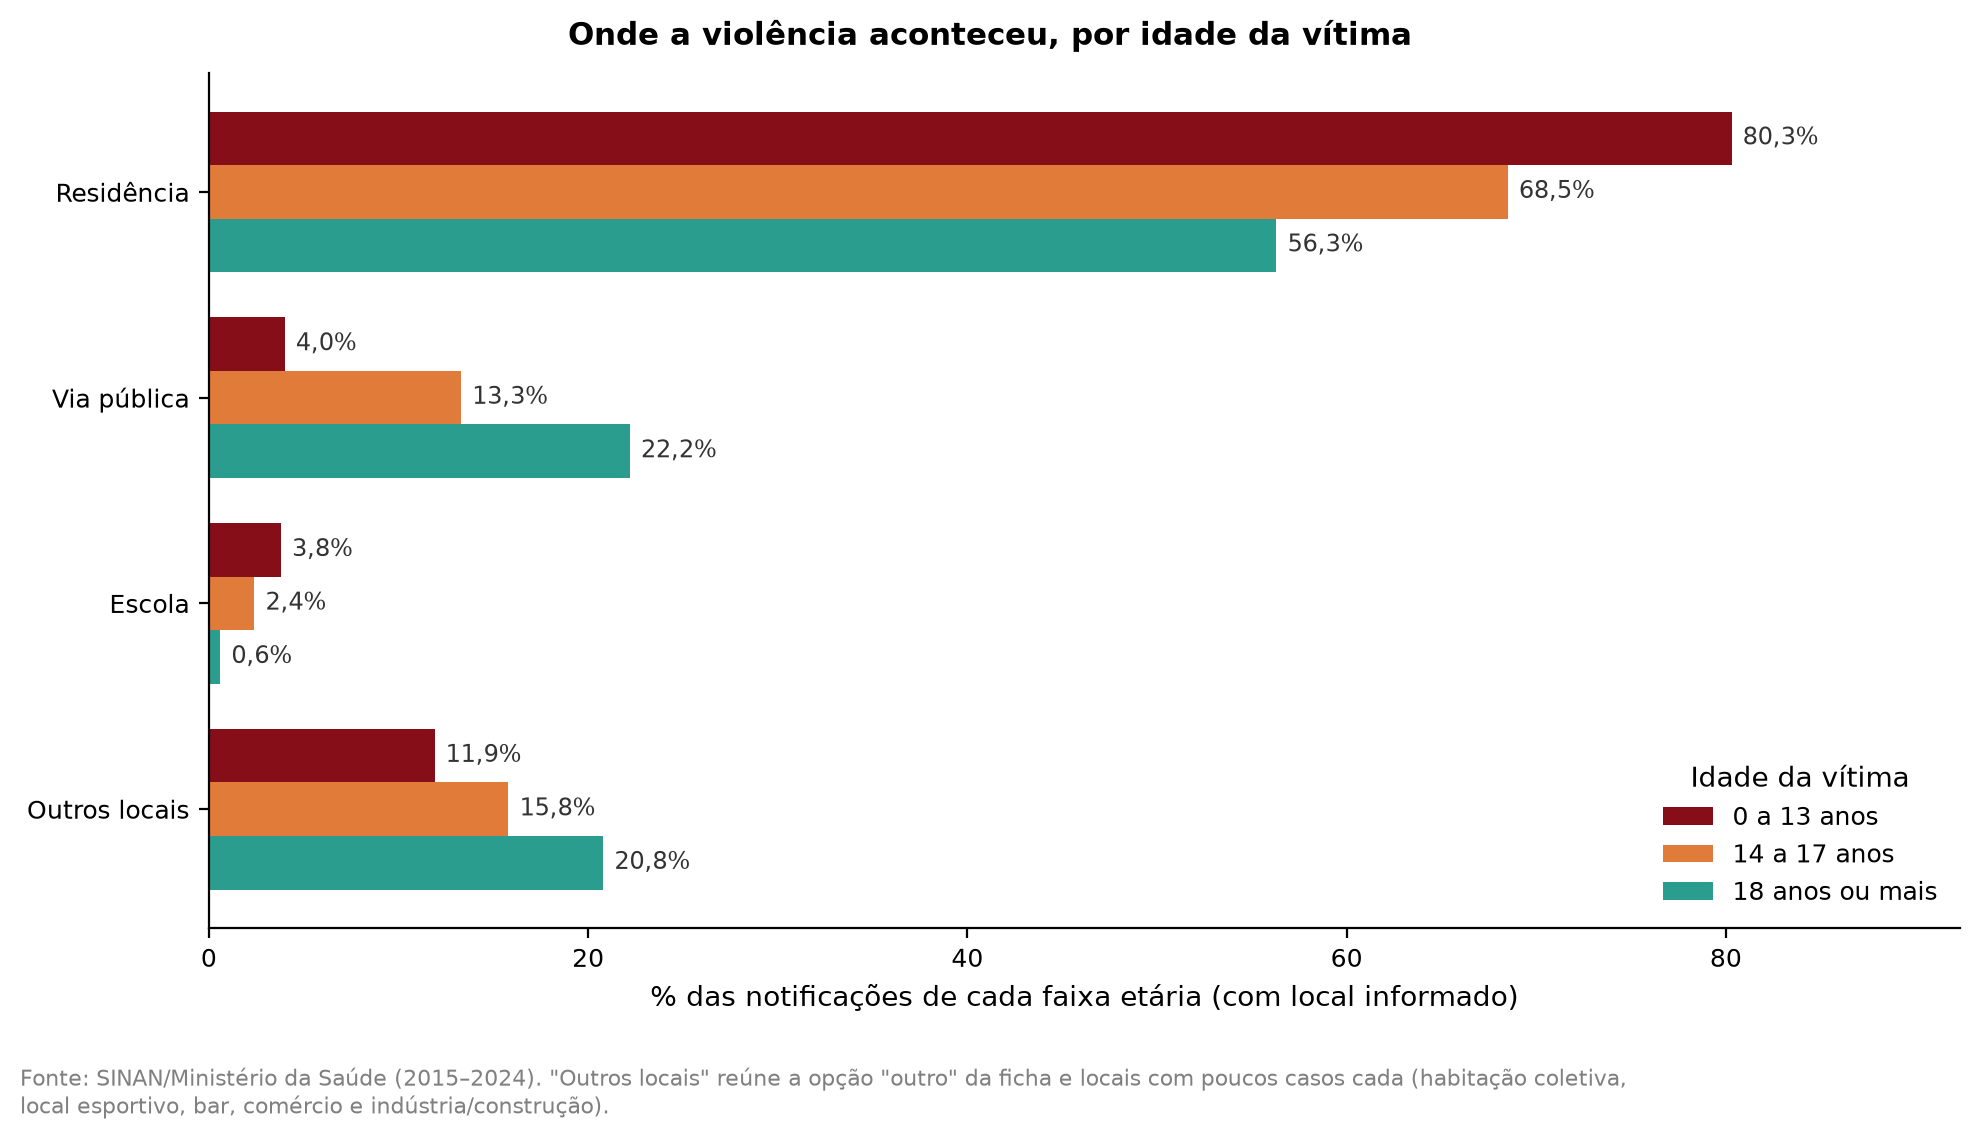 Onde a violência aconteceu, por idade da vítima
Residência
80,3%
68,5%
56,3%
Via pública
4,0%
13,3%
22,2%
Escola
3,8%
2,4%
0,6%
Outros locais
11,9%
15,8%
20,8%
Idade da vítima
0 a 13 anos
14 a 17 anos
18 anos ou mais
0 20 40 60 80
% das notificações de cada faixa etária (com local informado)
Fonte: SINAN/Ministério da Saúde (2015–2024). "Outros locais" reúne a opção "outro" da ficha e locais com poucos casos cada (habitação coletiva,
local esportivo, bar, comércio e indústria/construção).